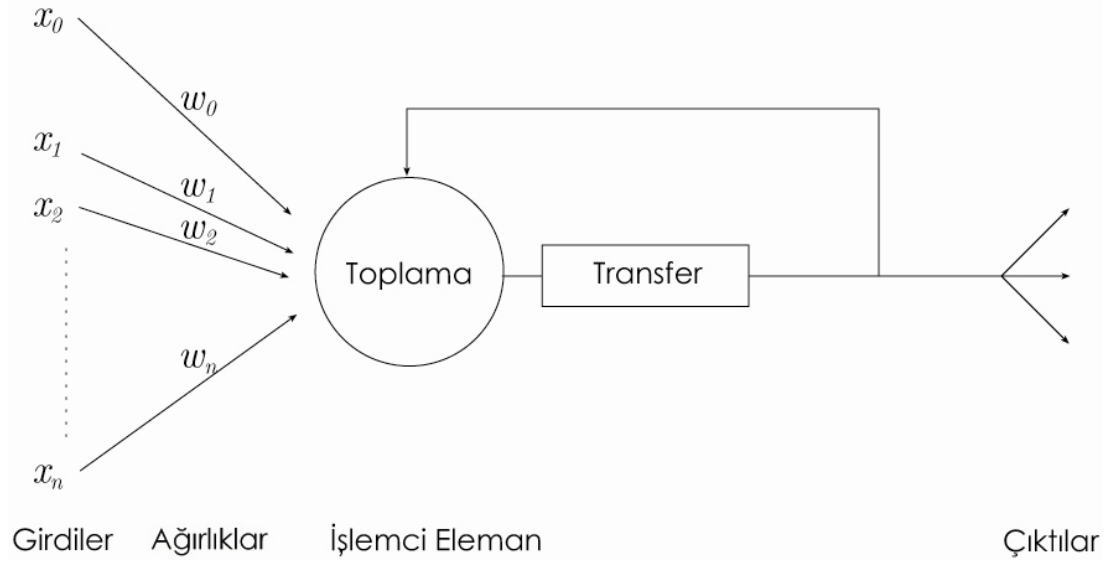 x₀
w₀
x₁
w₁
x₂
w₂
Toplama
Transfer
wₙ
xₙ
Girdiler Ağırlıklar İşlemci Eleman Çıktılar